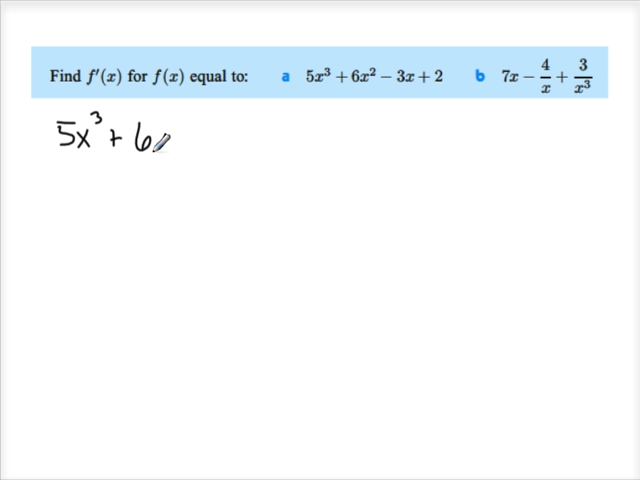 Find f′(x) for f(x) equal to: a 5x³ + 6x² − 3x + 2 b 7x − 4/x + 3/x³
5x³ + 6